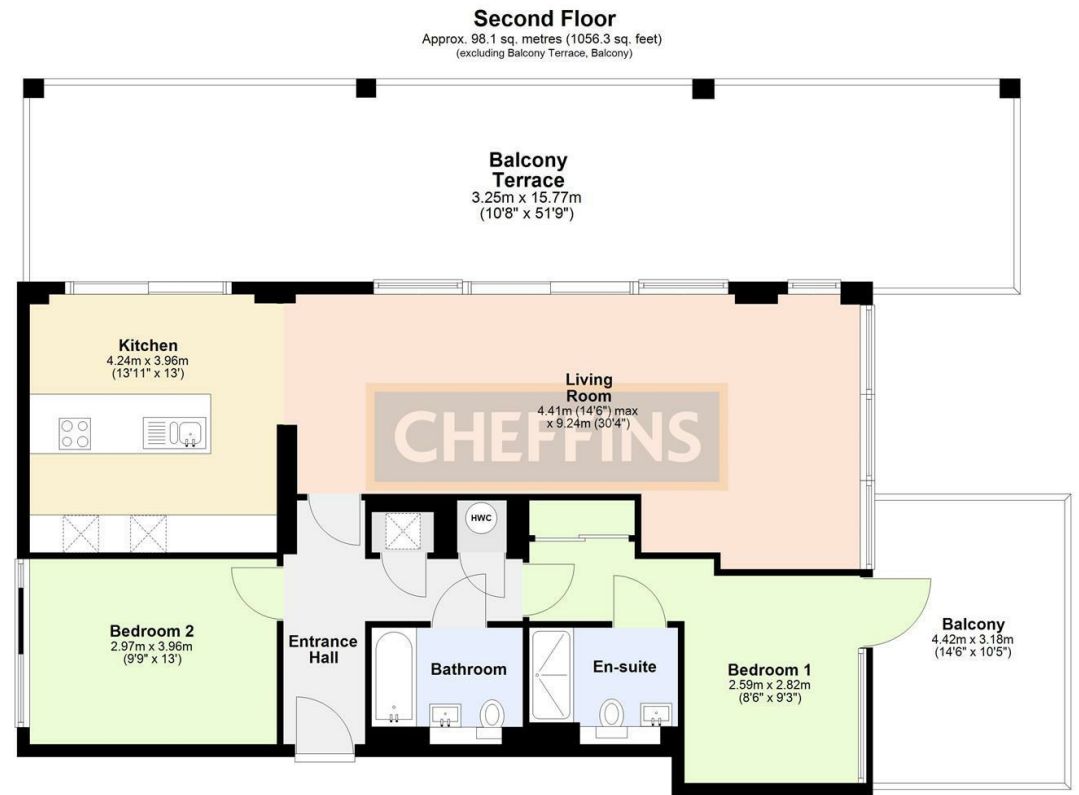 Second Floor
Approx. 98.1 sq. metres (1056.3 sq. feet)
(excluding Balcony Terrace, Balcony)
Balcony
Terrace
3.25m x 15.77m
(10'8" x 51'9")
Kitchen
4.24m x 3.96m
(13'11" x 13')
Living
Room
4.41m (14'6") max
x 9.24m (30'4")
CHEFFINS
HWC
Bedroom 2
2.97m x 3.96m
(9'9" x 13')
Entrance
Hall
Bathroom
En-suite
Bedroom 1
2.59m x 2.82m
(8'6" x 9'3")
Balcony
4.42m x 3.18m
(14'6" x 10'5")